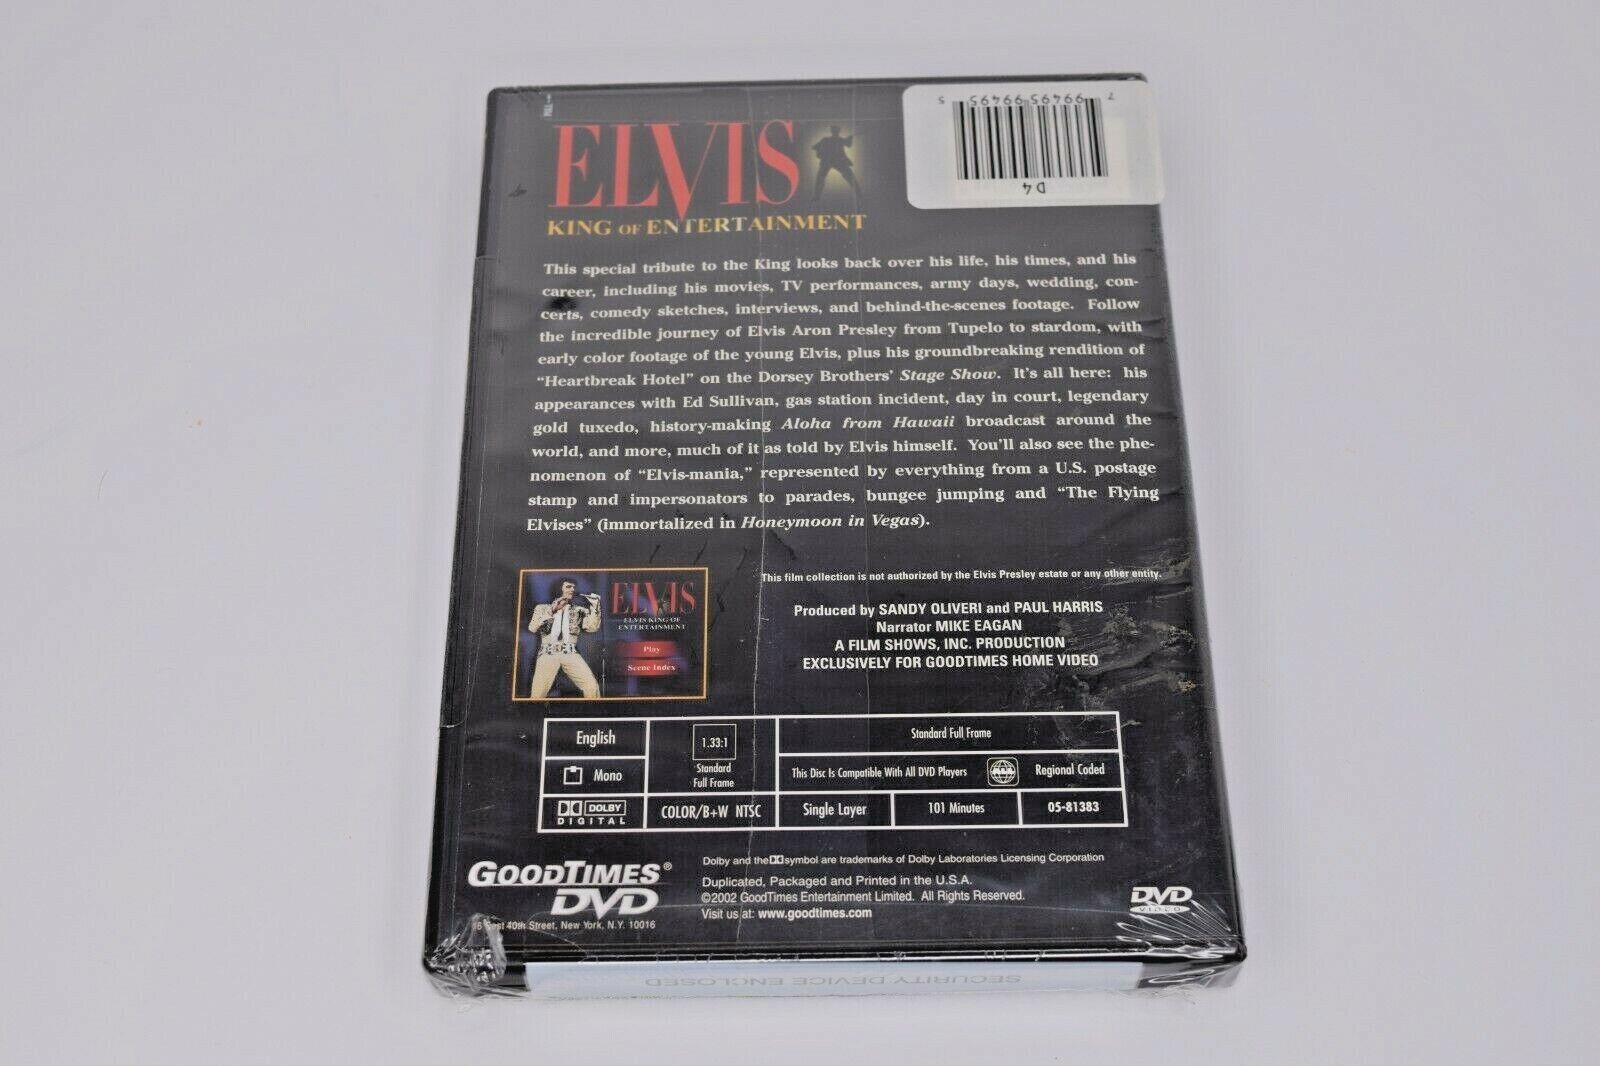 PULL
ELVIS
KING OF ENTERTAINMENT
7 99495 99495 5
D4
This special tribute to the King looks back over his life, his times, and his
career, including his movies, TV performances, army days, wedding, con-
certs, comedy sketches, interviews, and behind-the-scenes footage. Follow
the incredible journey of Elvis Aron Presley from Tupelo to stardom, with
early color footage of the young Elvis, plus his groundbreaking rendition of
“Heartbreak Hotel” on the Dorsey Brothers’ Stage Show. It’s all here: his
appearances with Ed Sullivan, gas station incident, day in court, legendary
gold tuxedo, history-making Aloha from Hawaii broadcast around the
world, and more, much of it as told by Elvis himself. You’ll also see the phe-
nomenon of “Elvis-mania,” represented by everything from a U.S. postage
stamp and impersonators to parades, bungee jumping and “The Flying
Elvises” (immortalized in Honeymoon in Vegas).
ELVIS
ELVIS KING OF
ENTERTAINMENT
Play
Scene Index
This film collection is not authorized by the Elvis Presley estate or any other entity.
Produced by SANDY OLIVERI and PAUL HARRIS
Narrator MIKE EAGAN
A FILM SHOWS, INC. PRODUCTION
EXCLUSIVELY FOR GOODTIMES HOME VIDEO
English
Mono
DOLBY
DIGITAL
1.33:1
Standard
Full Frame
COLOR/B+W NTSC
Standard Full Frame
This Disc Is Compatible With All DVD Players
ALL
Regional Coded
Single Layer
101 Minutes
05-81383
GOODTIMES®
DVD
16 East 40th Street, New York, N.Y. 10016
Dolby and the symbol are trademarks of Dolby Laboratories Licensing Corporation
Duplicated, Packaged and Printed in the U.S.A.
©2002 GoodTimes Entertainment Limited. All Rights Reserved.
Visit us at: www.goodtimes.com
DVD
VIDEO
SECURITY DEVICE ENCLOSED